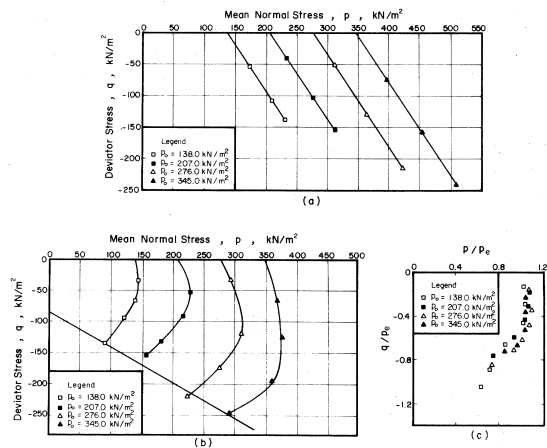 Mean Normal Stress , p , kN/m²
0 50 100 150 200 250 300 350 400 450 500 550
Deviator Stress , q , kN/m²
0
-50
-100
-150
-200
-250
Legend
□ p₀ = 138.0 kN/m²
■ p₀ = 207.0 kN/m²
△ p₀ = 276.0 kN/m²
▲ p₀ = 345.0 kN/m²
(a)
Mean Normal Stress , p , kN/m²
0 50 100 150 200 250 300 350 400 500
Deviator Stress , q , kN/m²
0
-50
-100
-150
-200
-250
Legend
□ p₀ = 138.0 kN/m²
■ p₀ = 207.0 kN/m²
△ p₀ = 276.0 kN/m²
▲ p₀ = 345.0 kN/m²
(b)
p/pe
0 0.4 0.8 1.2
q/pe
0
-0.4
-0.8
-1.2
Legend
□ p₀ = 138.0 kN/m²
■ p₀ = 207.0 kN/m²
△ p₀ = 276.0 kN/m²
▲ p₀ = 345.0 kN/m²
(c)